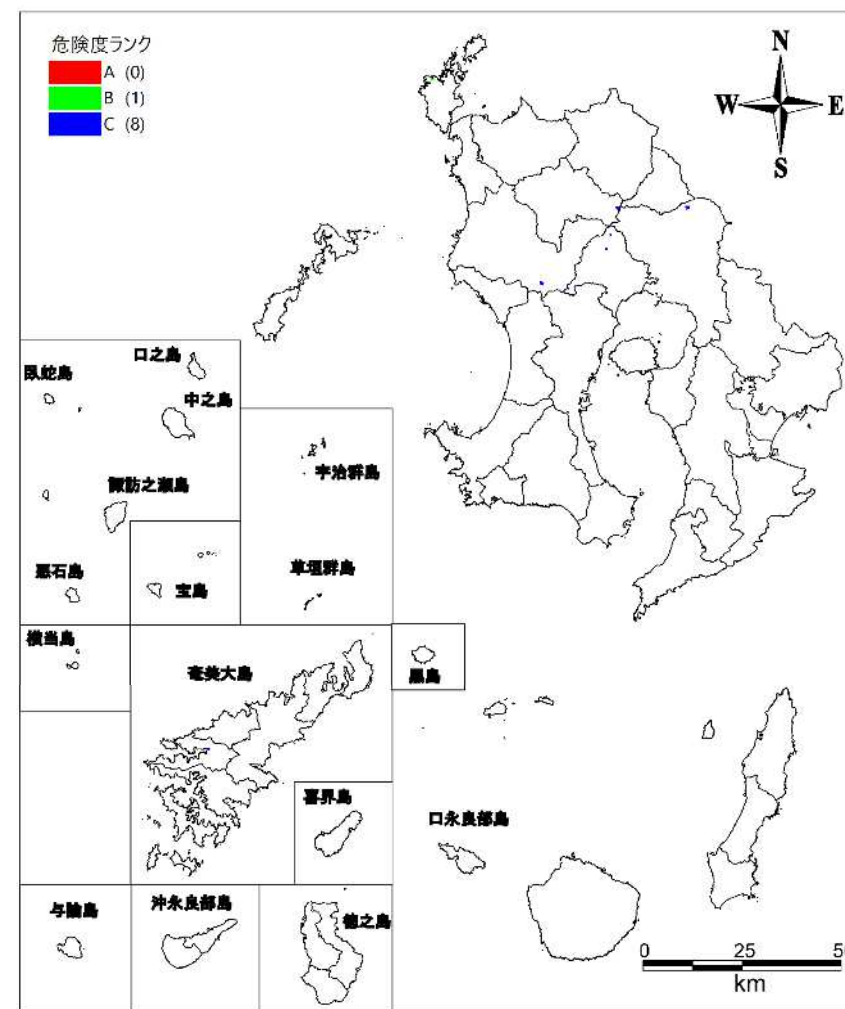 危険度ランク
A (0)
B (1)
C (8)
N
W
E
S
口之島
臥蛇島
中之島
宇治群島
諏訪之瀬島
悪石島
宝島
草垣群島
横当島
奄美大島
黒島
喜界島
口永良部島
与論島
沖永良部島
徳之島
0 25 50
km